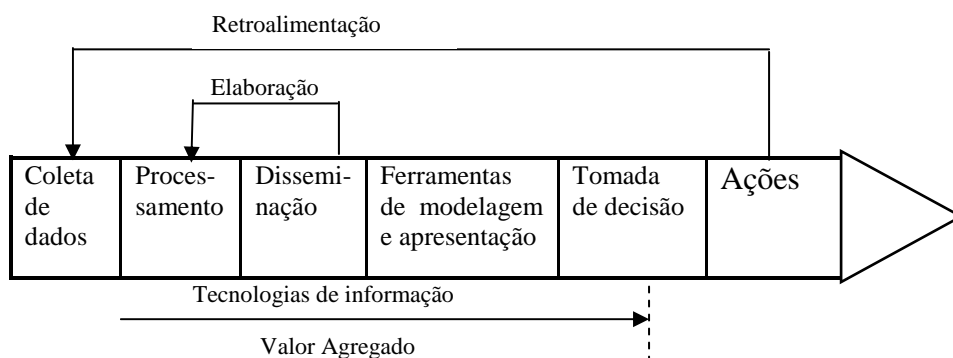 Retroalimentação
Elaboração
Coleta
de
dados
Proces-
samento
Dissemi-
nação
Ferramentas
de modelagem
e apresentação
Tomada
de decisão
Ações
Tecnologias de informação
Valor Agregado